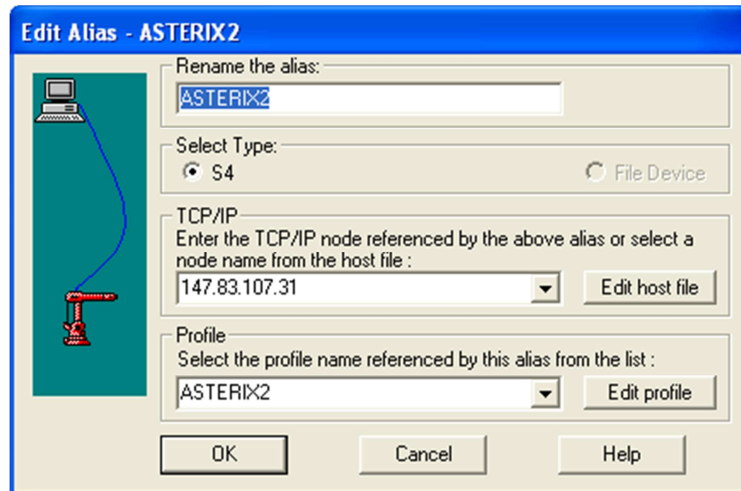 Edit Alias - ASTERIX2
Rename the alias:
ASTERIX2
Select Type:
S4
File Device
TCP/IP
Enter the TCP/IP node referenced by the above alias or select a
node name from the host file :
147.83.107.31
Edit host file
Profile
Select the profile name referenced by this alias from the list :
ASTERIX2
Edit profile
OK
Cancel
Help